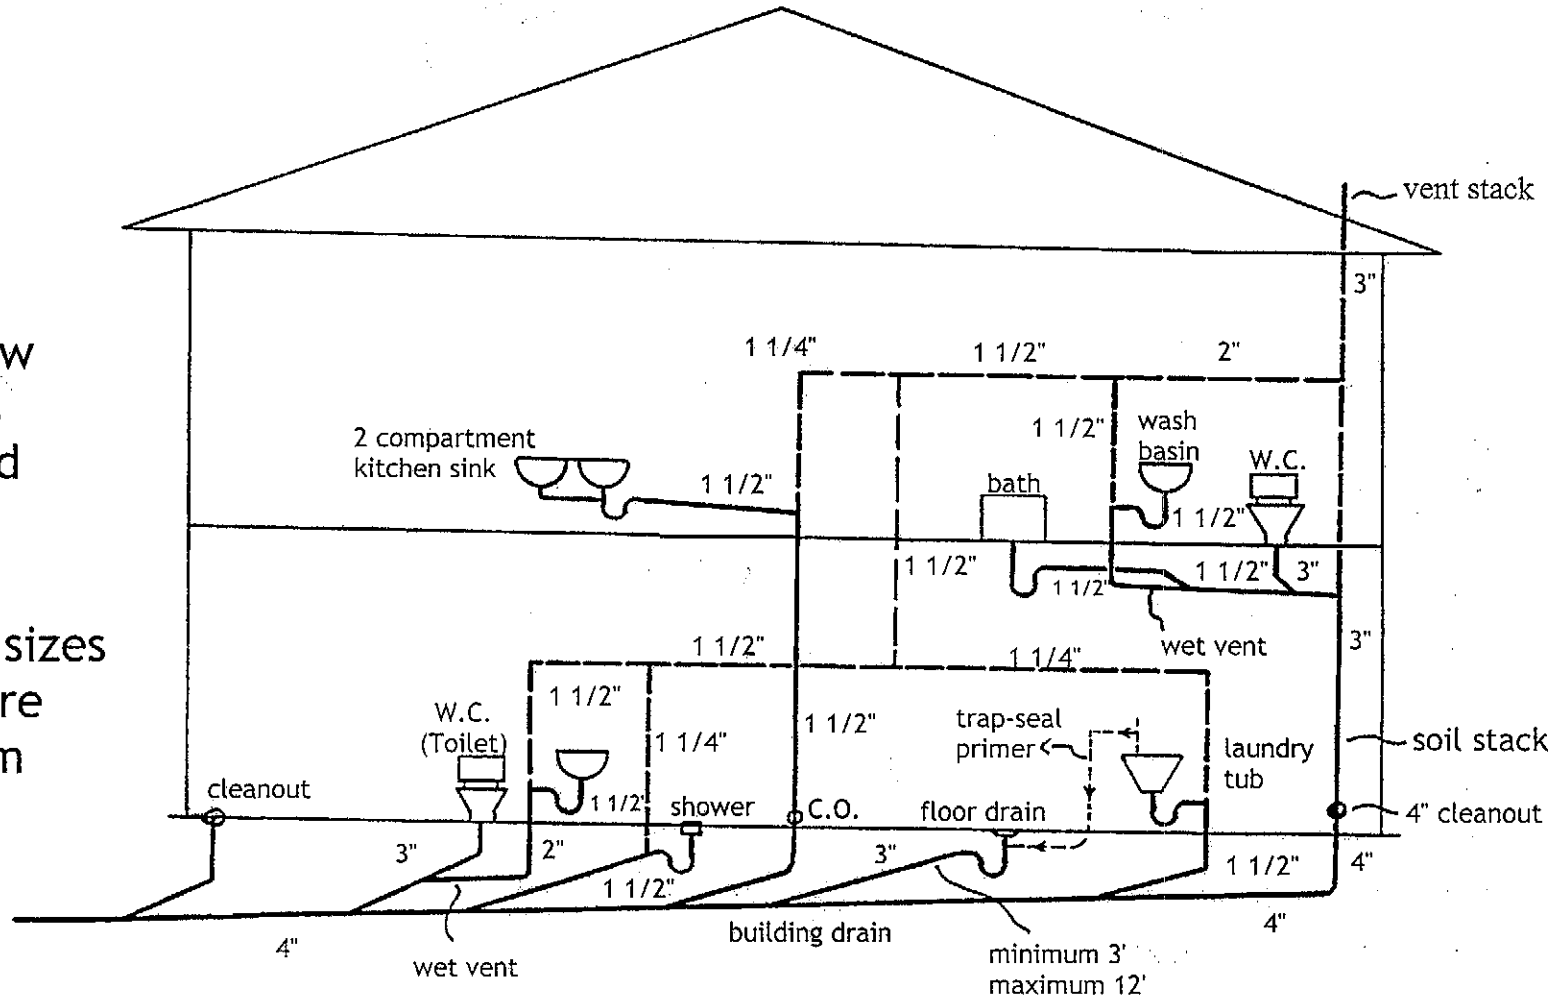 vent stack
3"
w
d
1 1/4"
1 1/2"
2"
2 compartment
kitchen sink
1 1/2"
1 1/2"
wash
basin
W.C.
bath
1 1/2"
1 1/2"
1 1/2"
1 1/2"
3"
sizes
re
m
1 1/2"
1 1/4"
wet vent
3"
1 1/2"
W.C.
(Toilet)
1 1/4"
1 1/2"
trap-seal
primer
laundry
tub
soil stack
cleanout
1 1/2"
shower
C.O.
floor drain
4" cleanout
3"
2"
1 1/2"
3"
1 1/2"
4"
4"
wet vent
building drain
4"
minimum 3'
maximum 12'